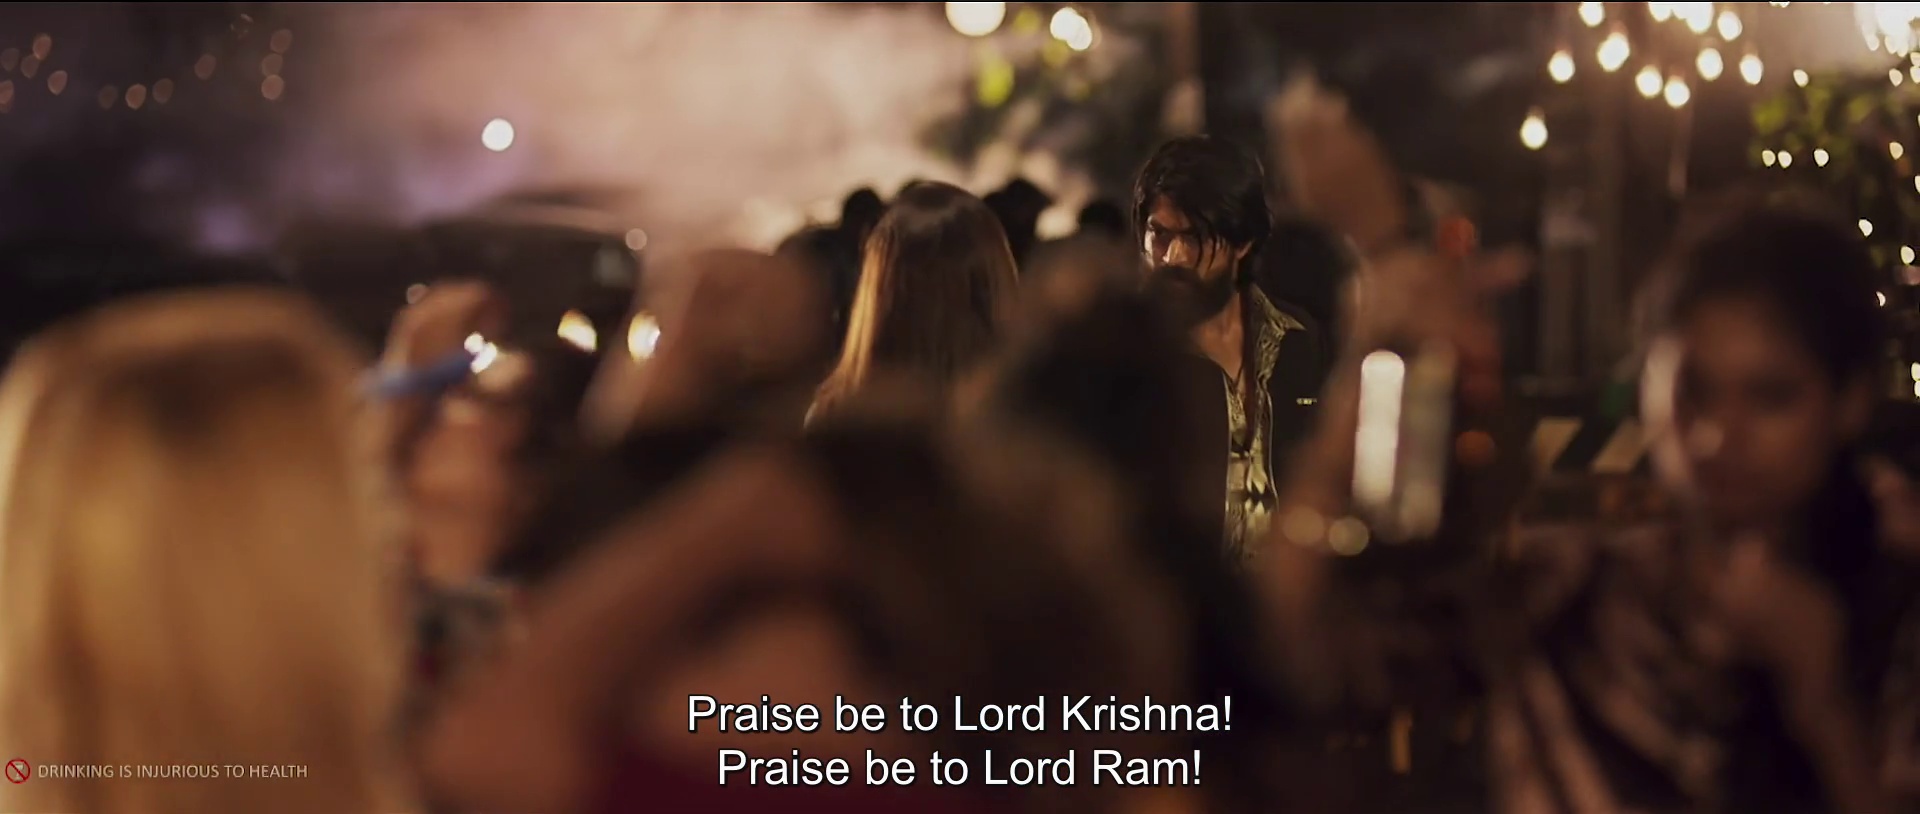 Praise be to Lord Krishna!
Praise be to Lord Ram!
DRINKING IS INJURIOUS TO HEALTH